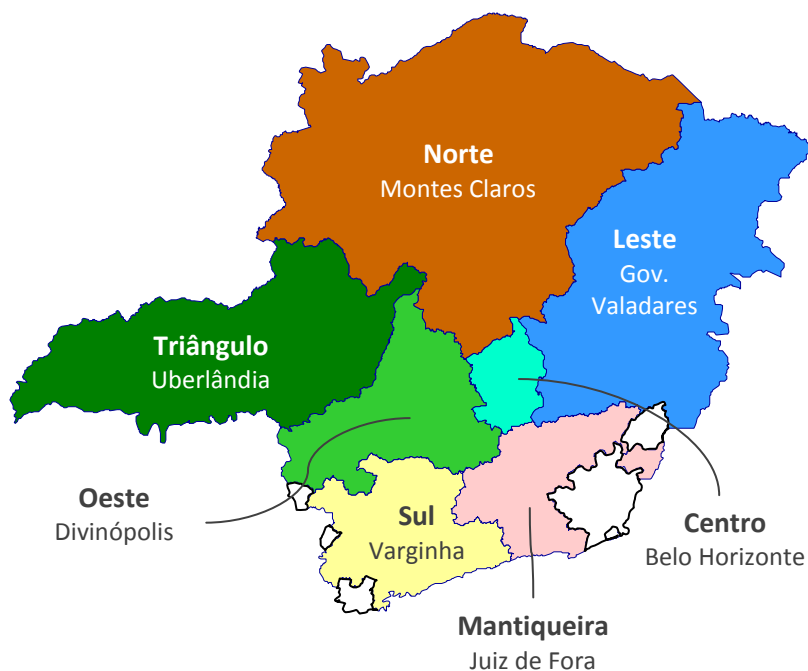 Norte
Montes Claros
Leste
Gov.
Valadares
Triângulo
Uberlândia
Oeste
Divinópolis
Sul
Varginha
Centro
Belo Horizonte
Mantiqueira
Juiz de Fora